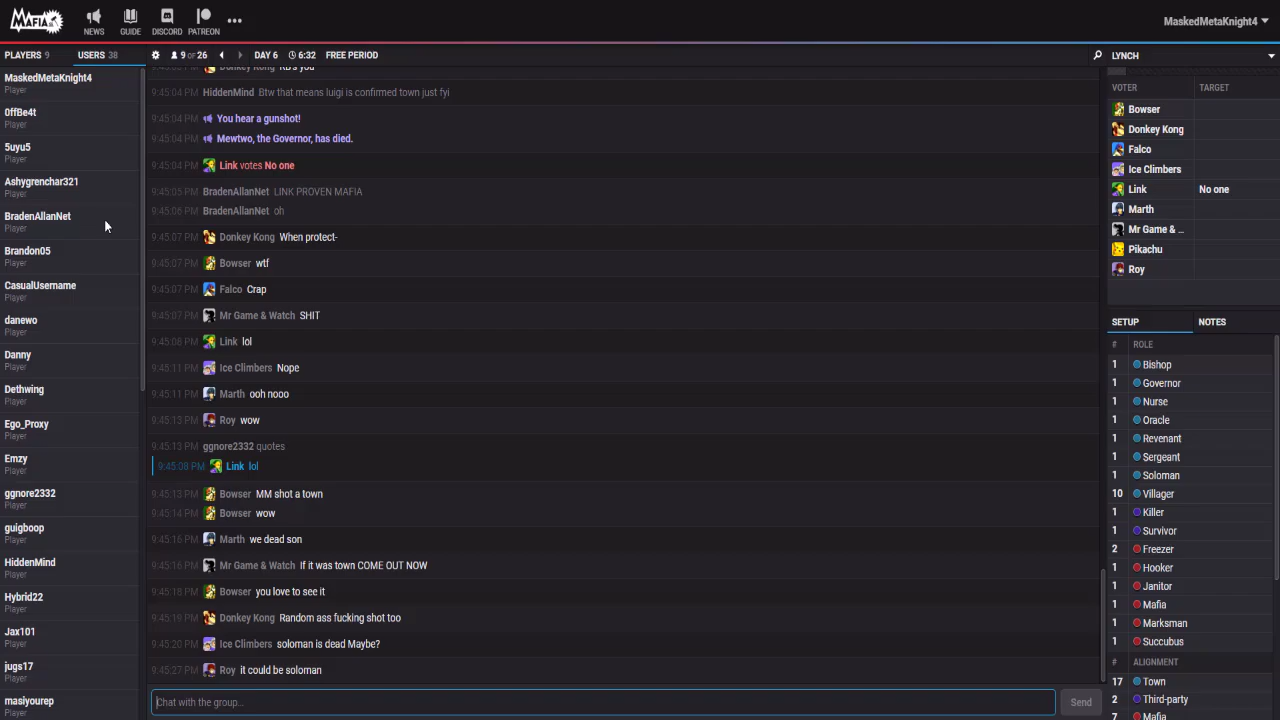 MAFIA
NEWS
GUIDE
DISCORD
PATREON
MaskedMetaKnight4
PLAYERS 9
USERS 38
9 of 26
DAY 6
6:32
FREE PERIOD
LYNCH
MaskedMetaKnight4
Player
0ffBe4t
Player
5uyu5
Player
Ashygrenchar321
Player
BradenAllanNet
Player
Brandon05
Player
CasualUsername
Player
danewo
Player
Danny
Player
Dethwing
Player
Ego_Proxy
Player
Emzy
Player
ggnore2332
Player
guigboop
Player
HiddenMind
Player
Hybrid22
Player
Jax101
Player
jugs17
Player
masiyourep
Player
9:45:04 PM HiddenMind Btw that means luigi is confirmed town just fyi
9:45:04 PM You hear a gunshot!
9:45:04 PM Mewtwo, the Governor, has died.
9:45:04 PM Link votes No one
9:45:05 PM BradenAllanNet LINK PROVEN MAFIA
9:45:06 PM BradenAllanNet oh
9:45:07 PM Donkey Kong When protect-
9:45:07 PM Bowser wtf
9:45:07 PM Falco Crap
9:45:07 PM Mr Game & Watch SHIT
9:45:08 PM Link lol
9:45:11 PM Ice Climbers Nope
9:45:11 PM Marth ooh nooo
9:45:13 PM Roy wow
9:45:13 PM ggnore2332 quotes
9:45:08 PM Link lol
9:45:13 PM Bowser MM shot a town
9:45:14 PM Bowser wow
9:45:16 PM Marth we dead son
9:45:16 PM Mr Game & Watch If it was town COME OUT NOW
9:45:18 PM Bowser you love to see it
9:45:19 PM Donkey Kong Random ass fucking shot too
9:45:20 PM Ice Climbers soloman is dead Maybe?
9:45:27 PM Roy it could be soloman
Chat with the group...
Send
VOTER TARGET
Bowser
Donkey Kong
Falco
Ice Climbers
Link No one
Marth
Mr Game & ...
Pikachu
Roy
SETUP NOTES
# ROLE
1 Bishop
1 Governor
1 Nurse
1 Oracle
1 Revenant
1 Sergeant
1 Soloman
10 Villager
1 Killer
1 Survivor
2 Freezer
1 Hooker
1 Janitor
1 Mafia
1 Marksman
1 Succubus
# ALIGNMENT
17 Town
2 Third-party
7 Mafia